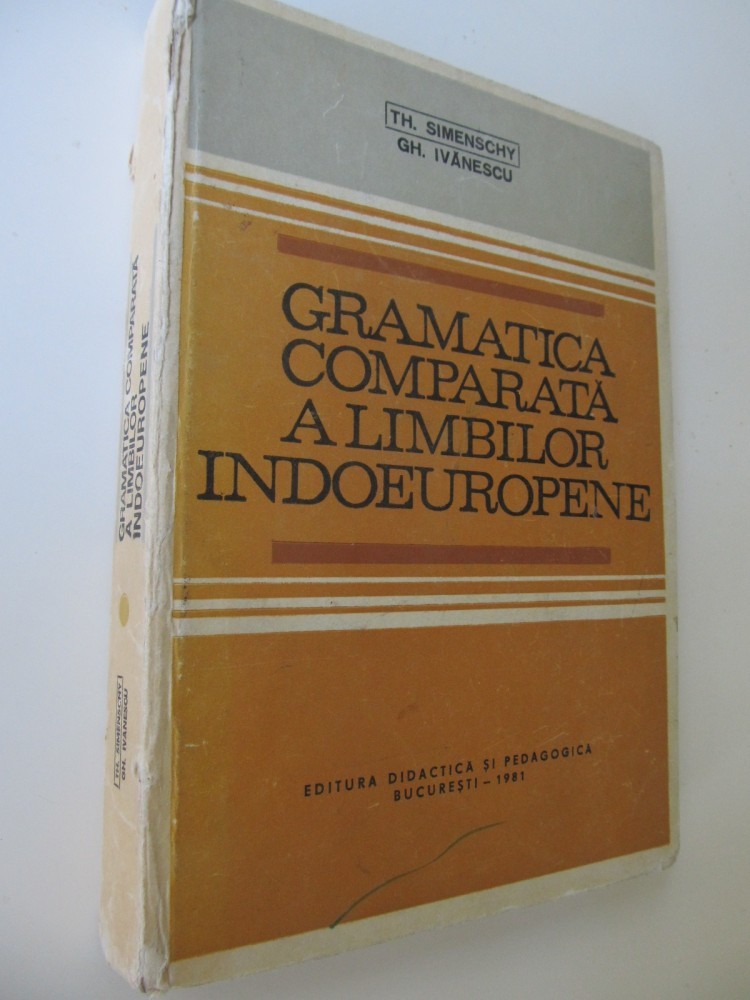 TH. SIMENSCHY
GH. IVĂNESCU
GRAMATICA
COMPARATĂ
A LIMBILOR
INDOEUROPENE
EDITURA DIDACTICĂ ȘI PEDAGOGICĂ
BUCUREȘTI – 1981
GRAMATICA COMPARATĂ
A LIMBILOR
INDOEUROPENE
TH. SIMENSCHY
GH. IVĂNESCU